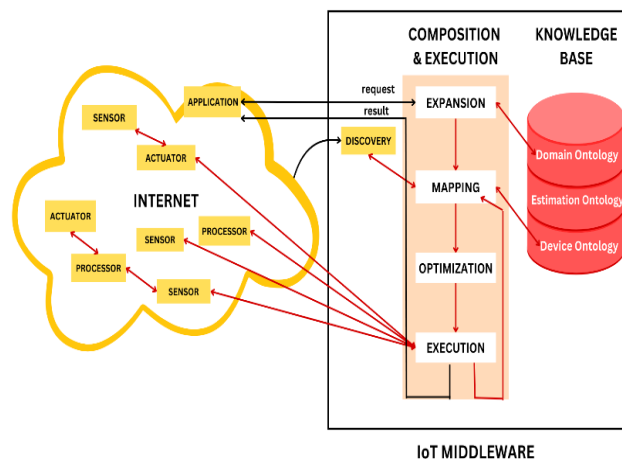 COMPOSITION
& EXECUTION
KNOWLEDGE
BASE
APPLICATION
request
result
EXPANSION
SENSOR
ACTUATOR
DISCOVERY
Domain Ontology
MAPPING
INTERNET
Estimation Ontology
ACTUATOR
PROCESSOR
SENSOR
Device Ontology
PROCESSOR
OPTIMIZATION
SENSOR
EXECUTION
IoT MIDDLEWARE